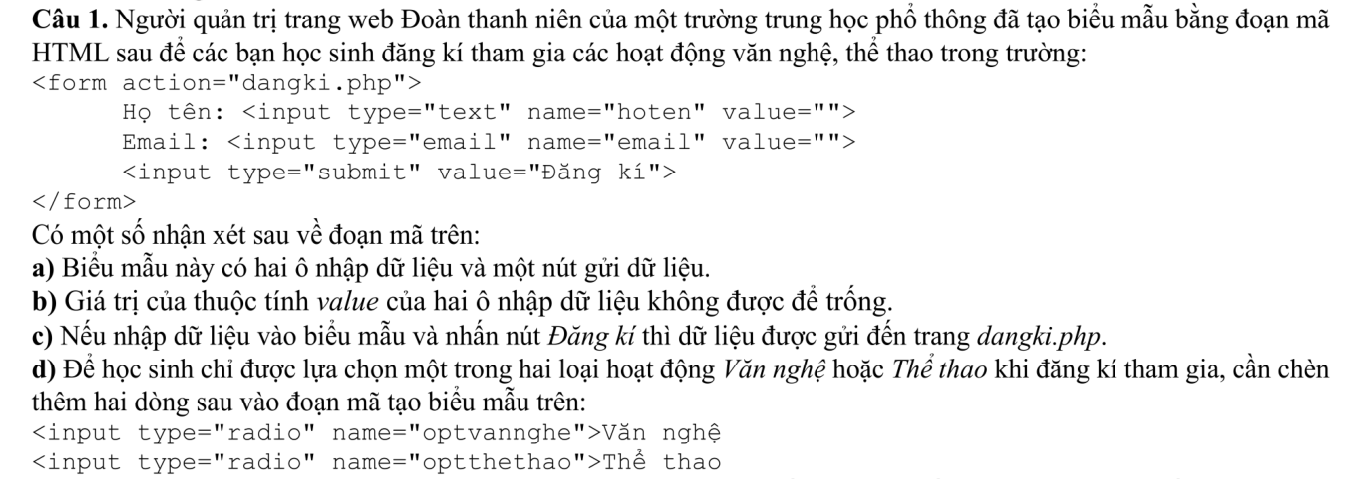 Câu 1. Người quản trị trang web Đoàn thanh niên của một trường trung học phổ thông đã tạo biểu mẫu bằng đoạn mã
HTML sau để các bạn học sinh đăng kí tham gia các hoạt động văn nghệ, thể thao trong trường:
<form action="dangki.php">
Họ tên: <input type="text" name="hoten" value="">
Email: <input type="email" name="email" value="">
<input type="submit" value="Đăng kí">
</form>
Có một số nhận xét sau về đoạn mã trên:
a) Biểu mẫu này có hai ô nhập dữ liệu và một nút gửi dữ liệu.
b) Giá trị của thuộc tính value của hai ô nhập dữ liệu không được để trống.
c) Nếu nhập dữ liệu vào biểu mẫu và nhấn nút Đăng kí thì dữ liệu được gửi đến trang dangki.php.
d) Để học sinh chỉ được lựa chọn một trong hai loại hoạt động Văn nghệ hoặc Thể thao khi đăng kí tham gia, cần chèn
thêm hai dòng sau vào đoạn mã tạo biểu mẫu trên:
<input type="radio" name="optvannghe">Văn nghệ
<input type="radio" name="optthethao">Thể thao